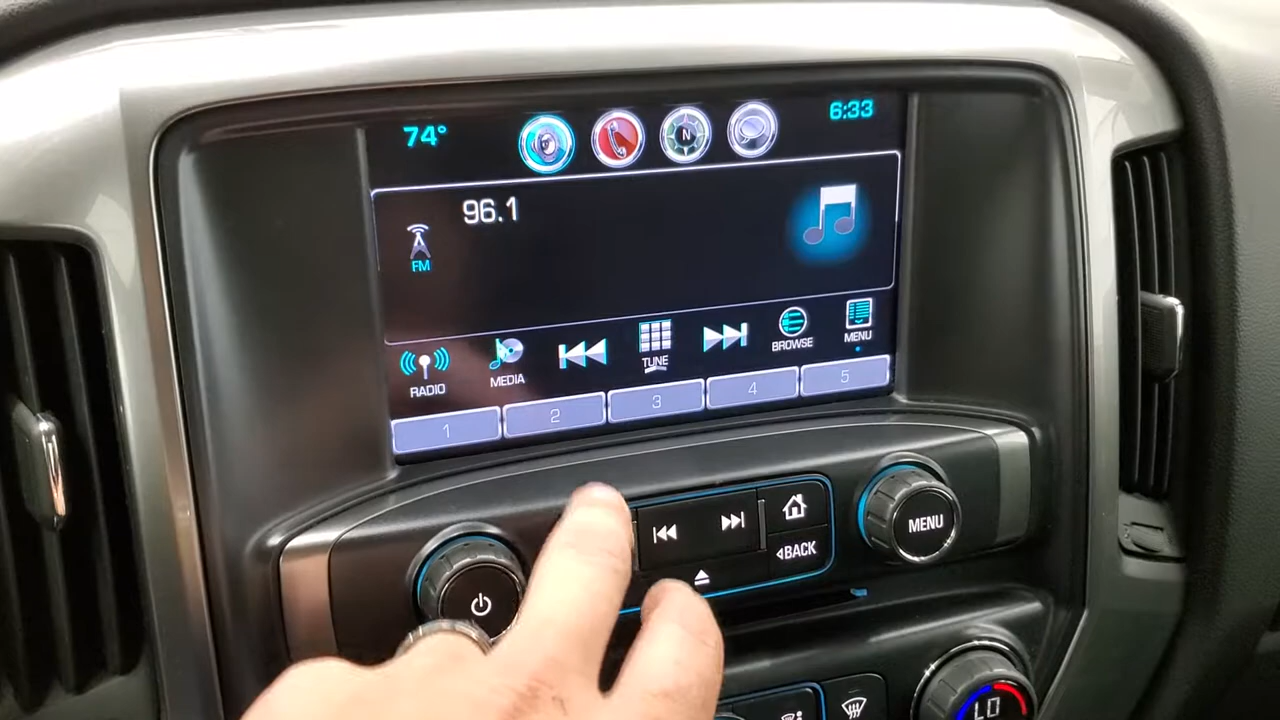 74°
N
6:33
96.1
FM
RADIO
MEDIA
TUNE
BROWSE
MENU
1
2
3
4
5
MENU
BACK
LO